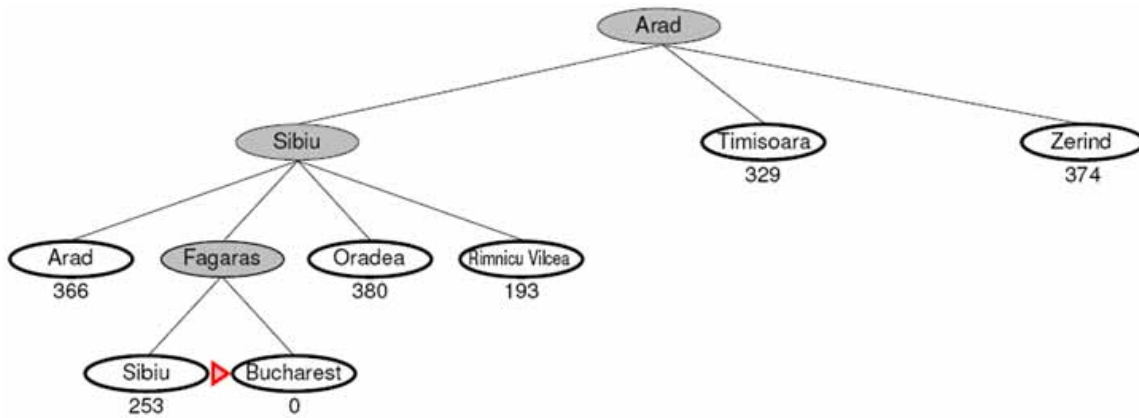 Arad
Sibiu
Timisoara
Zerind
329
374
Arad
Fagaras
Oradea
Rimnicu Vilcea
366
380
193
Sibiu
Bucharest
253
0